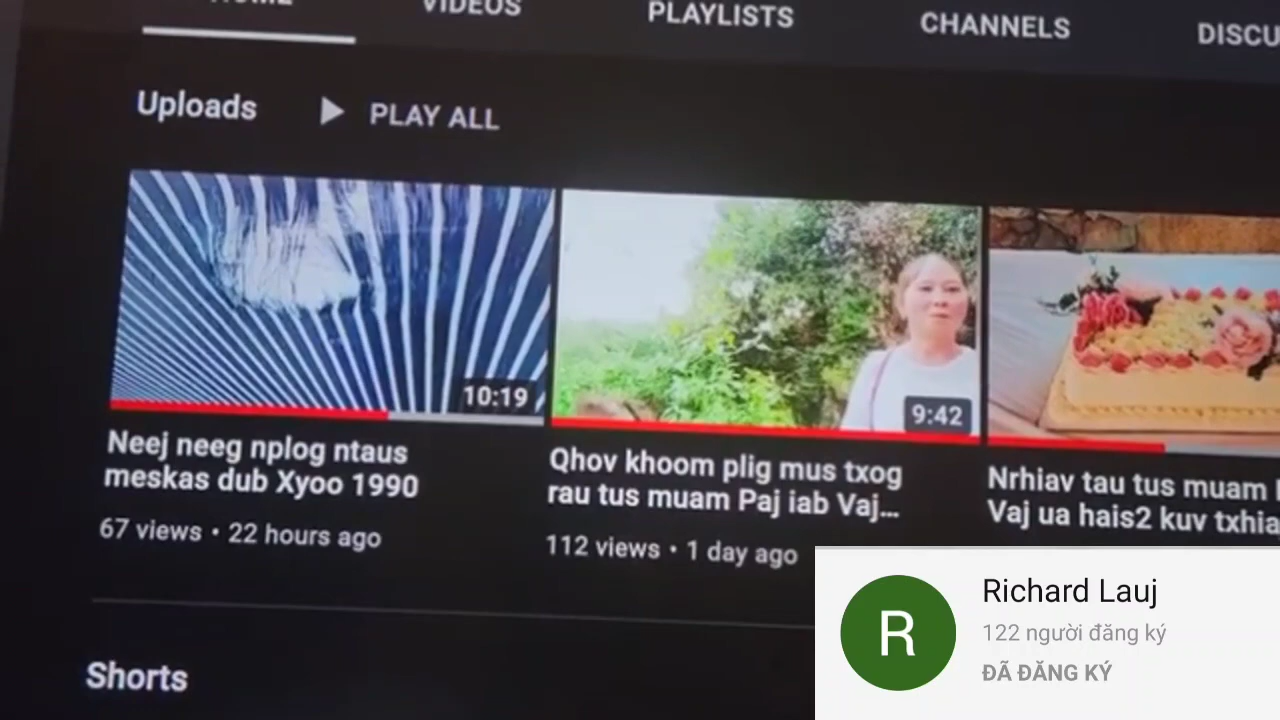 HOME
VIDEOS
PLAYLISTS
CHANNELS
Uploads
PLAY ALL
10:19
Neej neeg nplog ntaus
meskas dub Xyoo 1990
67 views • 22 hours ago
9:42
Qhov khoom plig mus txog
rau tus muam Paj iab Vaj...
112 views • 1 day ago
Nrhiav tau tus muam
Vaj ua hais2 kuv txhia
Shorts
R
Richard Lauj
122 người đăng ký
ĐÃ ĐĂNG KÝ